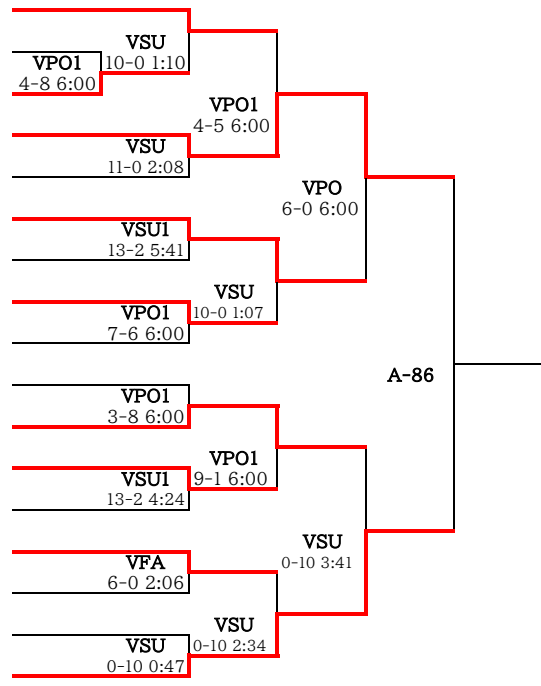 VSU
10-0 1:10
VPO1
4-8 6:00
VPO1
4-5 6:00
VSU
11-0 2:08
VPO
6-0 6:00
VSU1
13-2 5:41
VSU
10-0 1:07
VPO1
7-6 6:00
A-86
VPO1
3-8 6:00
VPO1
9-1 6:00
VSU1
13-2 4:24
VSU
0-10 3:41
VFA
6-0 2:06
VSU
0-10 2:34
VSU
0-10 0:47